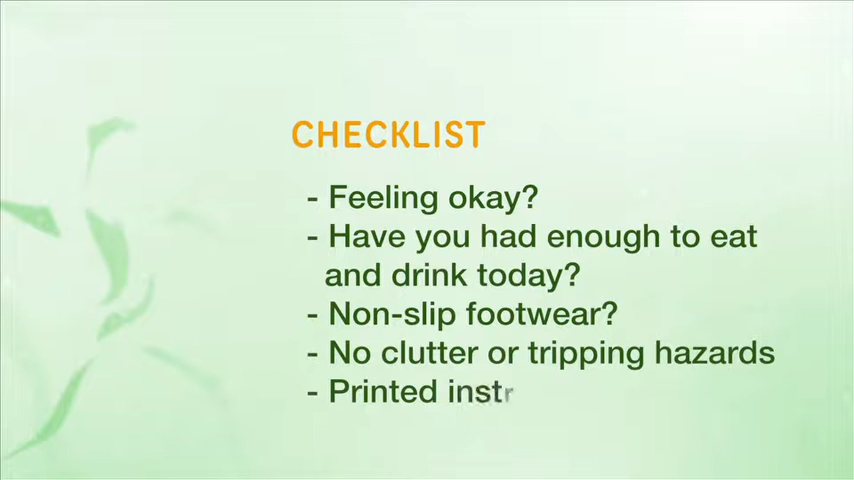 CHECKLIST
- Feeling okay?
- Have you had enough to eat
and drink today?
- Non-slip footwear?
- No clutter or tripping hazards
- Printed instr